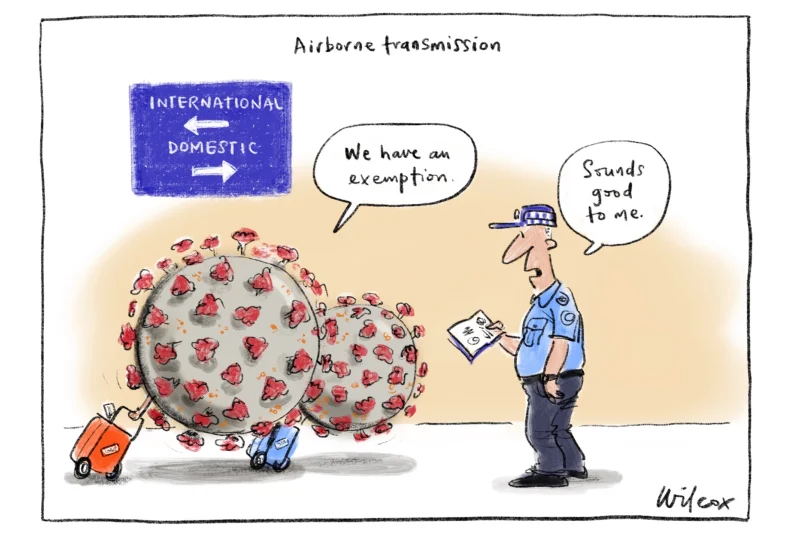 Airborne transmission
INTERNATIONAL
DOMESTIC
We have an
exemption.
Sounds
good
to me.
Wilcox